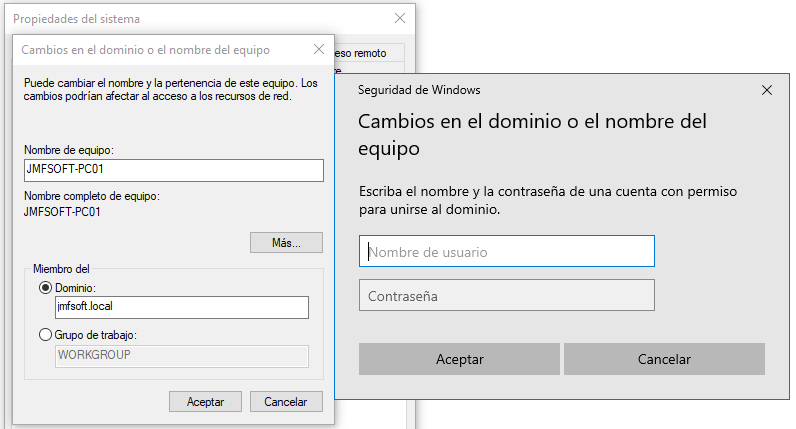 Propiedades del sistema
Cambios en el dominio o el nombre del equipo
eso remoto
Puede cambiar el nombre y la pertenencia de este equipo. Los
cambios podrían afectar al acceso a los recursos de red.
Nombre de equipo:
JMFSOFT-PC01
Nombre completo de equipo:
JMFSOFT-PC01
Más...
Miembro del
Dominio:
jmfsoft.local
Grupo de trabajo:
WORKGROUP
Aceptar Cancelar
Seguridad de Windows
Cambios en el dominio o el nombre del
equipo
Escriba el nombre y la contraseña de una cuenta con permiso
para unirse al dominio.
Nombre de usuario
Contraseña
Aceptar Cancelar